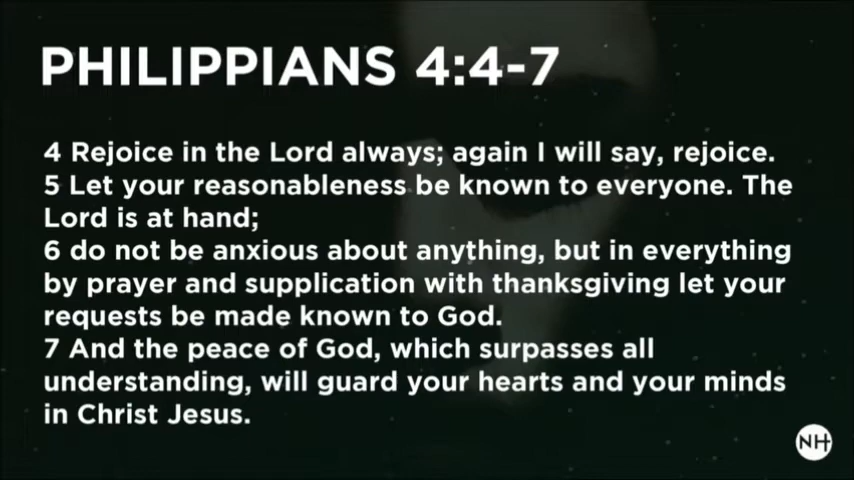 PHILIPPIANS 4:4-7
4 Rejoice in the Lord always; again I will say, rejoice.
5 Let your reasonableness be known to everyone. The
Lord is at hand;
6 do not be anxious about anything, but in everything
by prayer and supplication with thanksgiving let your
requests be made known to God.
7 And the peace of God, which surpasses all
understanding, will guard your hearts and your minds
in Christ Jesus.
NH